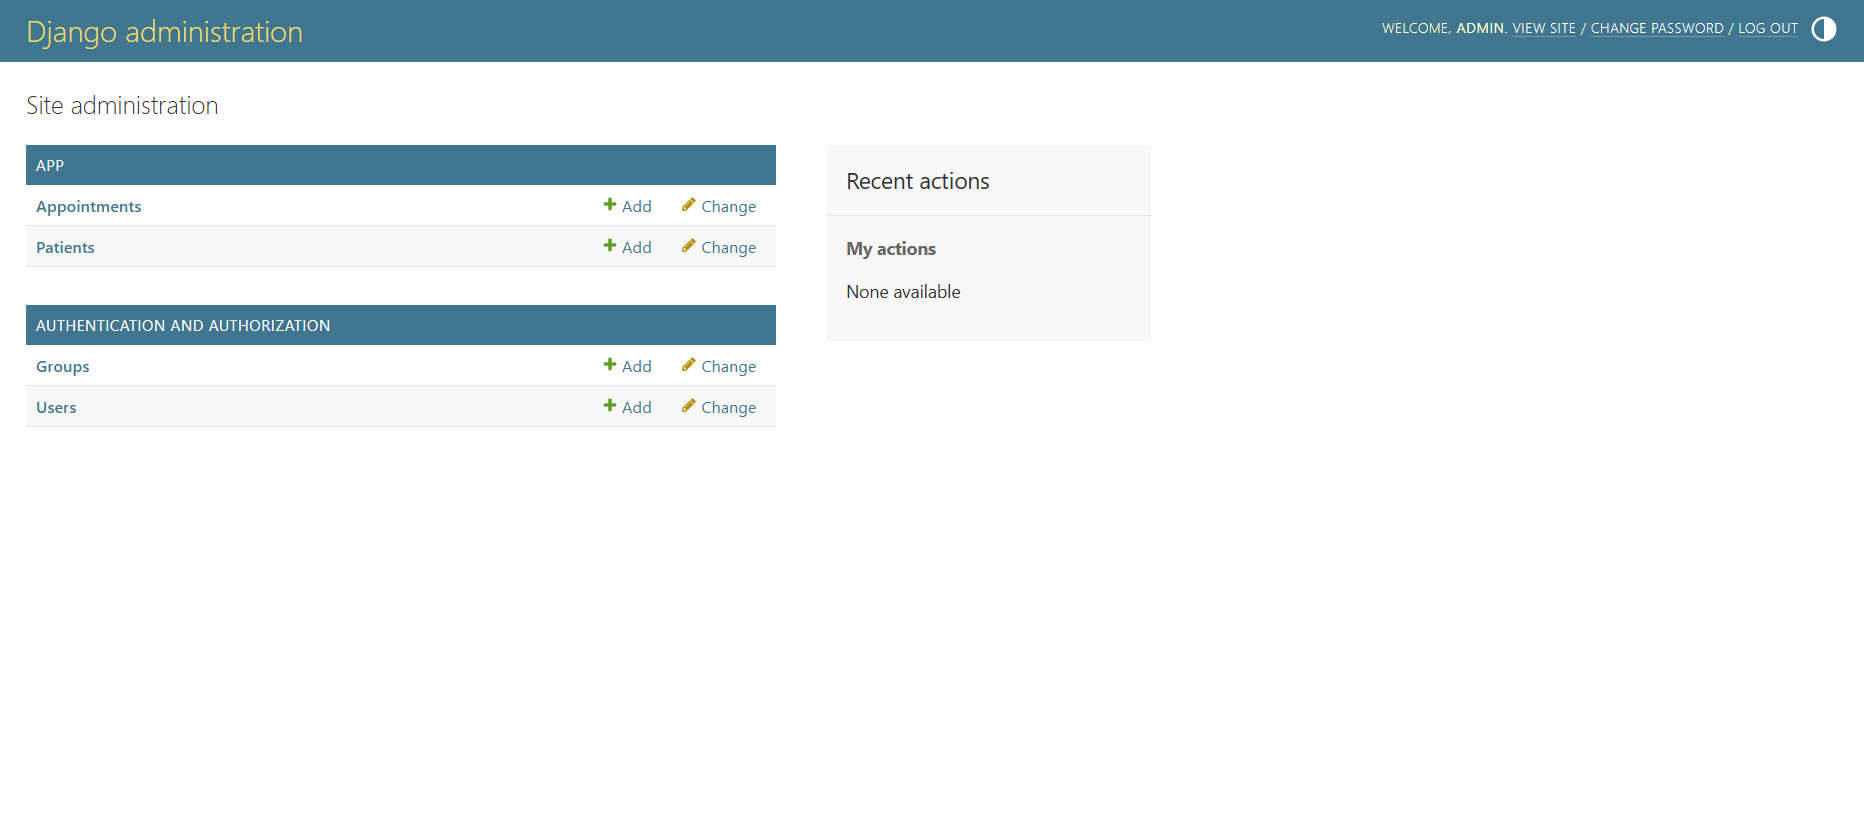 Django administration
WELCOME, ADMIN. VIEW SITE / CHANGE PASSWORD / LOG OUT
Site administration
APP
Appointments Add Change
Patients Add Change
AUTHENTICATION AND AUTHORIZATION
Groups Add Change
Users Add Change
Recent actions
My actions
None available